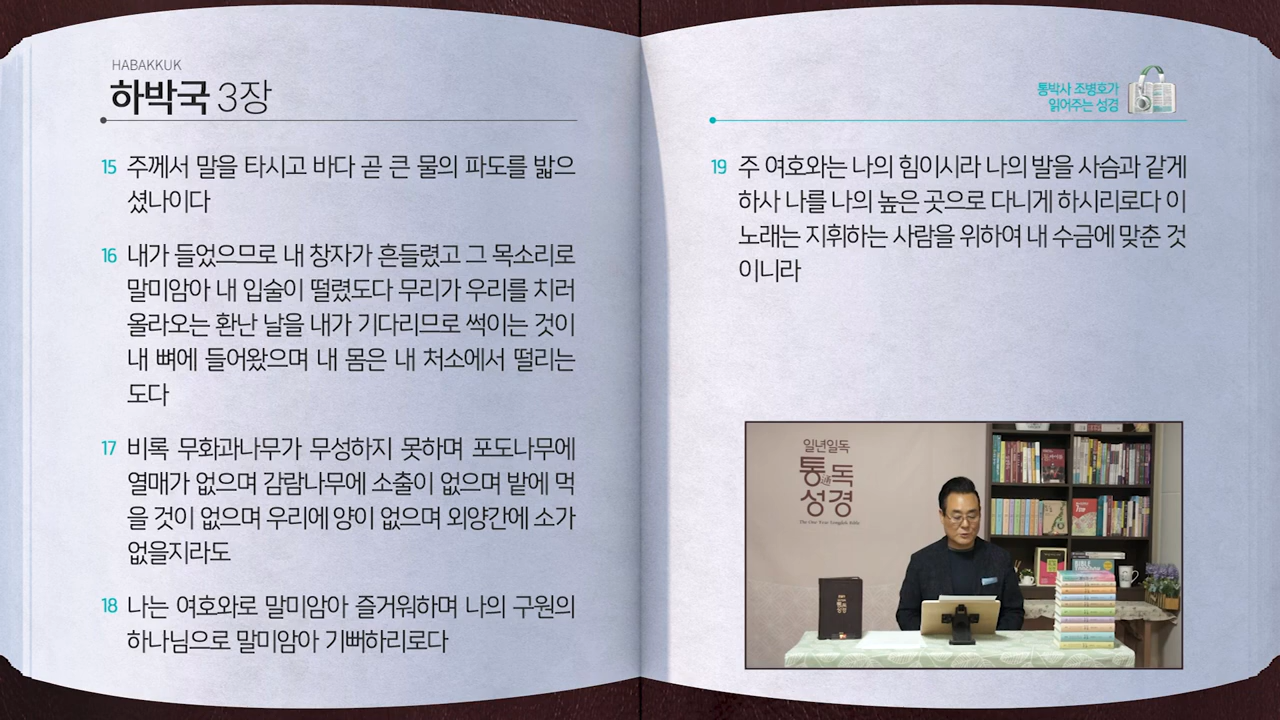 HABAKKUK
하박국 3장
15 주께서 말을 타시고 바다 곧 큰 물의 파도를 밟으
셨나이다
16 내가 들었으므로 내 창자가 흔들렸고 그 목소리로
말미암아 내 입술이 떨렸도다 무리가 우리를 치러
올라오는 환난 날을 내가 기다리므로 썩이는 것이
내 뼈에 들어왔으며 내 몸은 내 처소에서 떨리는
도다
17 비록 무화과나무가 무성하지 못하며 포도나무에
열매가 없으며 감람나무에 소출이 없으며 밭에 먹
을 것이 없으며 우리에 양이 없으며 외양간에 소가
없을지라도
18 나는 여호와로 말미암아 즐거워하며 나의 구원의
하나님으로 말미암아 기뻐하리로다
통박사 조병호가
읽어주는 성경
19 주 여호와는 나의 힘이시라 나의 발을 사슴과 같게
하사 나를 나의 높은 곳으로 다니게 하시리로다 이
노래는 지휘하는 사람을 위하여 내 수금에 맞춘 것
이니라
일년일독
통독
성경
The One Year Tongdok Bible